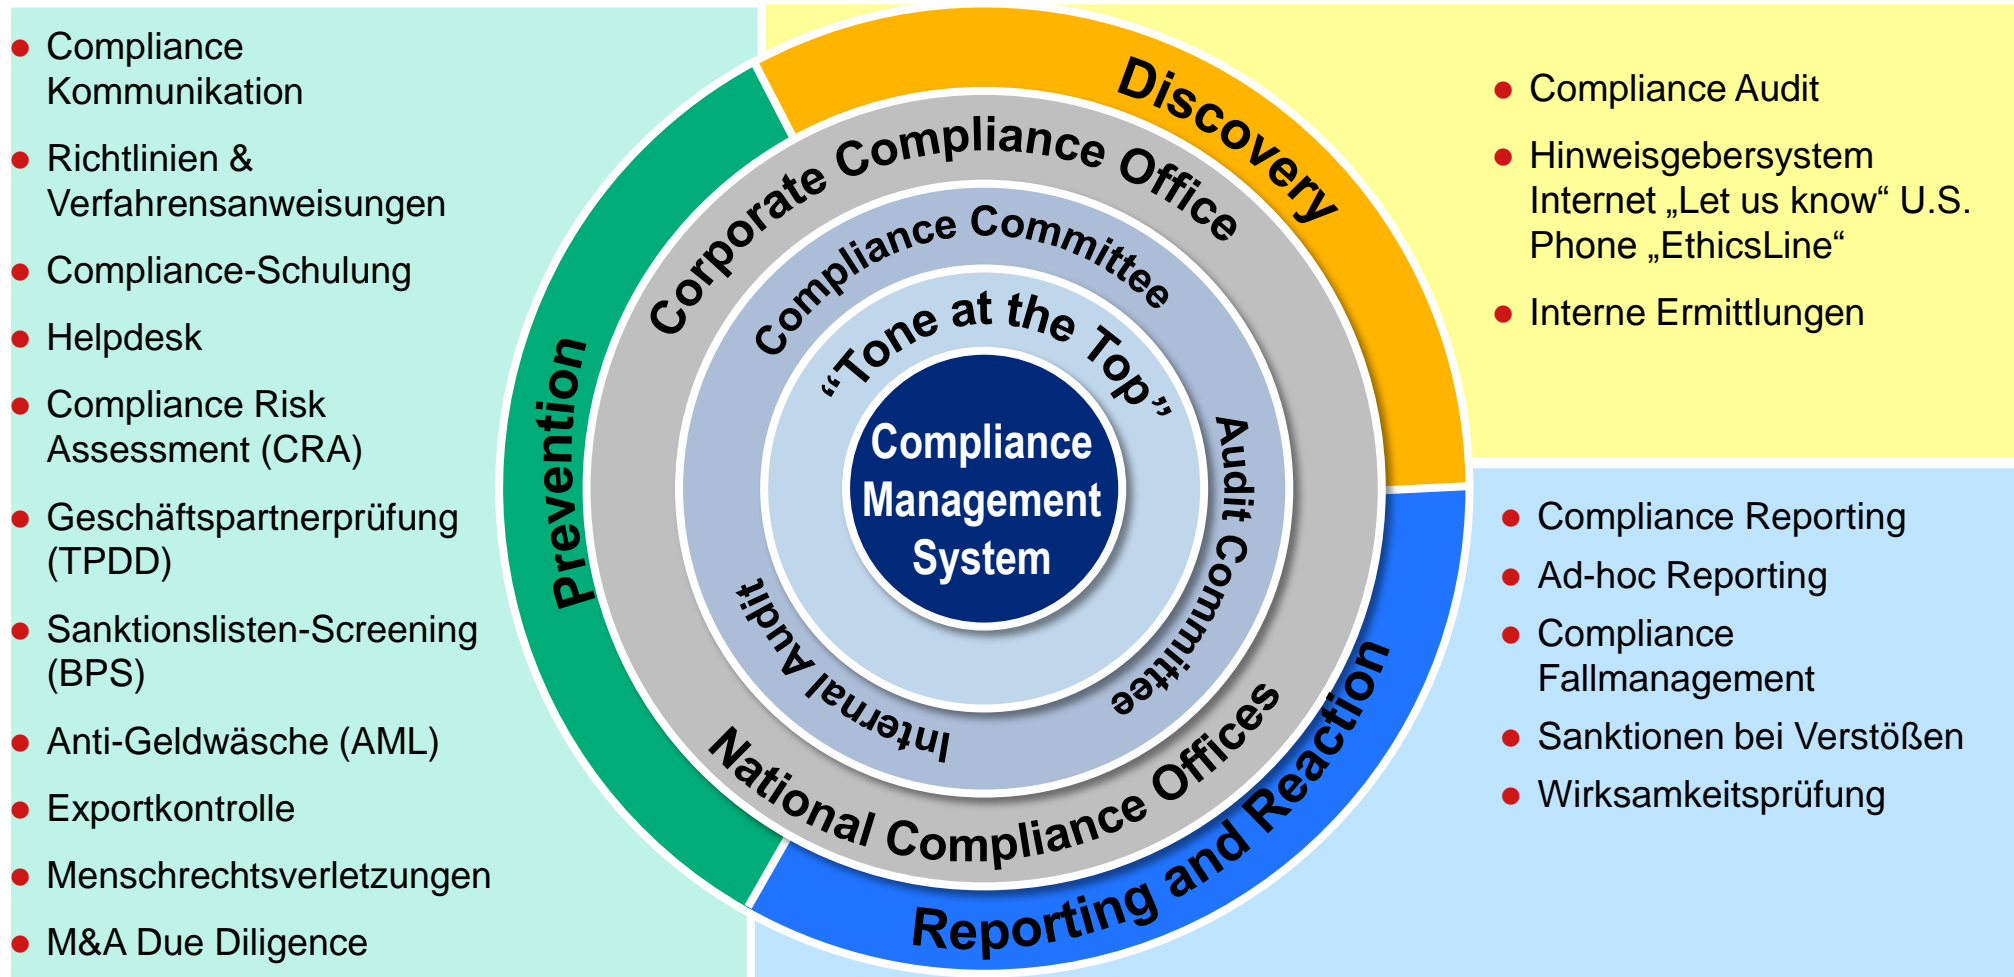 Compliance
Kommunikation
Richtlinien &
Verfahrensanweisungen
Compliance-Schulung
Helpdesk
Compliance Risk
Assessment (CRA)
Geschäftspartnerprüfung
(TPDD)
Sanktionslisten-Screening
(BPS)
Anti-Geldwäsche (AML)
Exportkontrolle
Menschrechtsverletzungen
M&A Due Diligence
Prevention
Discovery
Reporting and Reaction
Corporate Compliance Office
National Compliance Offices
Compliance Committee
Audit Committee
Internal Audit
“Tone at the Top”
Compliance
Management
System
Compliance Audit
Hinweisgebersystem
Internet „Let us know“ U.S.
Phone „EthicsLine“
Interne Ermittlungen
Compliance Reporting
Ad-hoc Reporting
Compliance
Fallmanagement
Sanktionen bei Verstößen
Wirksamkeitsprüfung